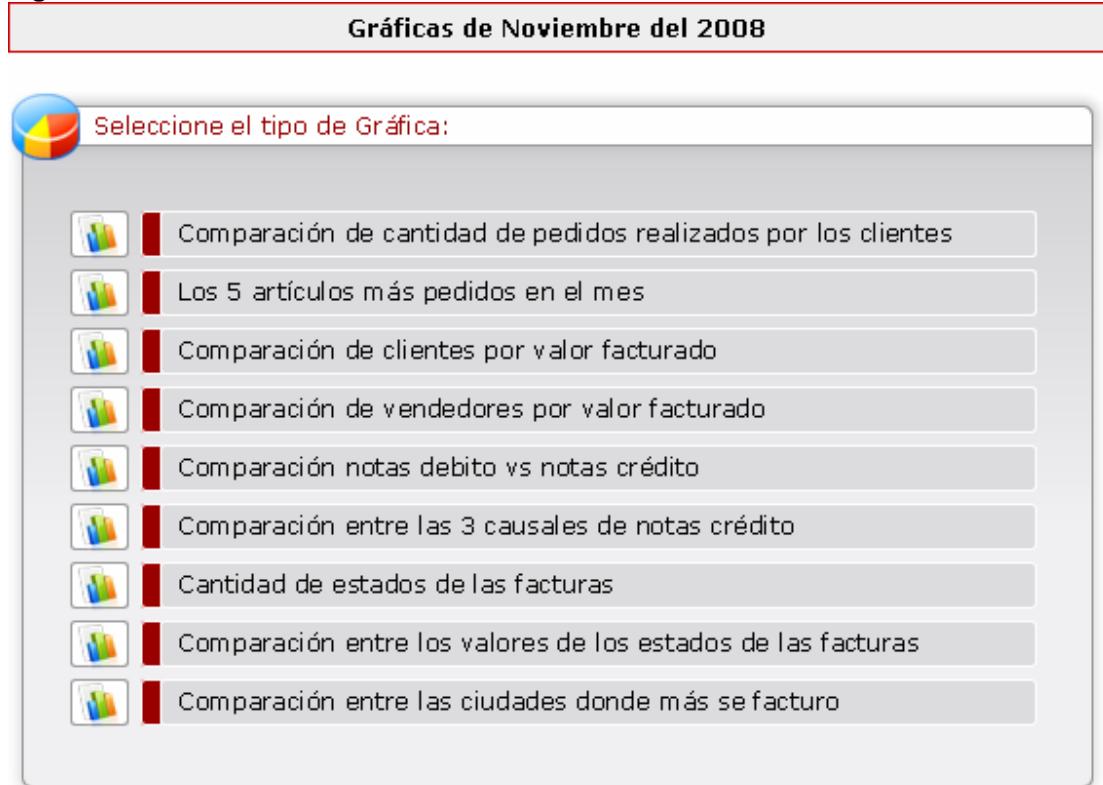 Gráficas de Noviembre del 2008
Seleccione el tipo de Gráfica:
Comparación de cantidad de pedidos realizados por los clientes
Los 5 artículos más pedidos en el mes
Comparación de clientes por valor facturado
Comparación de vendedores por valor facturado
Comparación notas debito vs notas crédito
Comparación entre las 3 causales de notas crédito
Cantidad de estados de las facturas
Comparación entre los valores de los estados de las facturas
Comparación entre las ciudades donde más se facturo